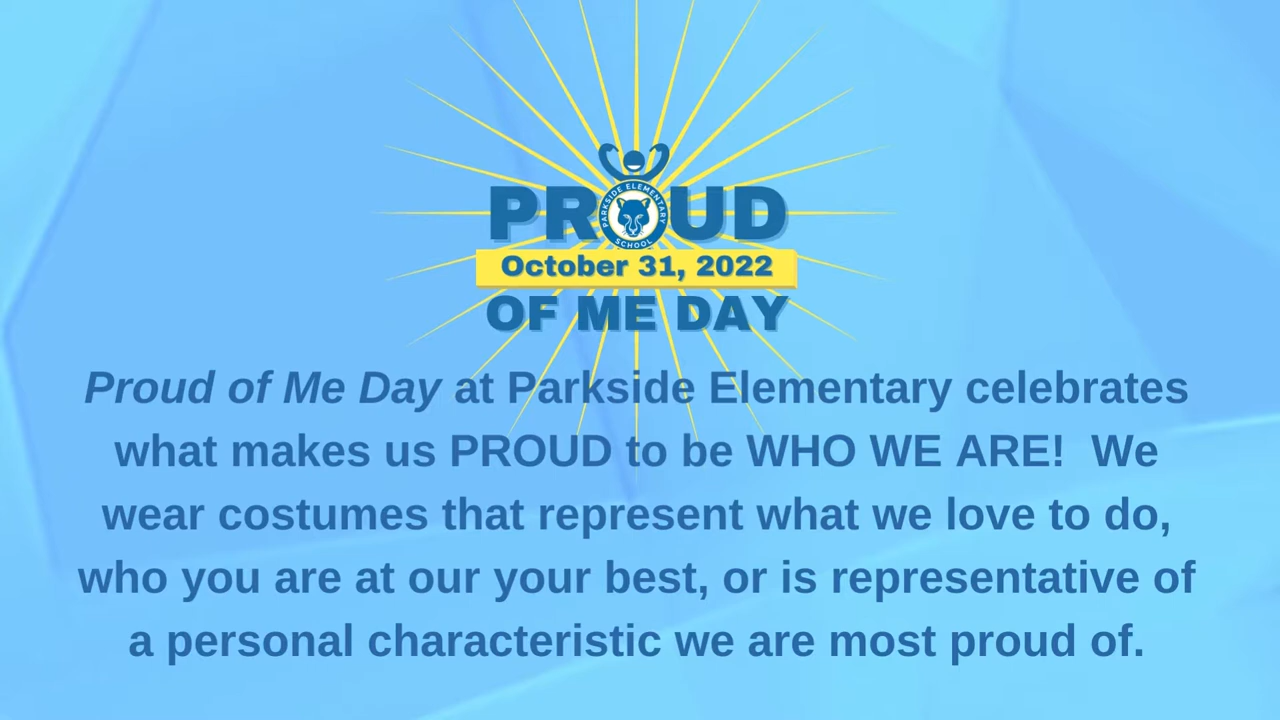 PROUD
PARKSIDE ELEMENTARY
SCHOOL
October 31, 2022
OF ME DAY
Proud of Me Day at Parkside Elementary celebrates
what makes us PROUD to be WHO WE ARE!  We
wear costumes that represent what we love to do,
who you are at our your best, or is representative of
a personal characteristic we are most proud of.